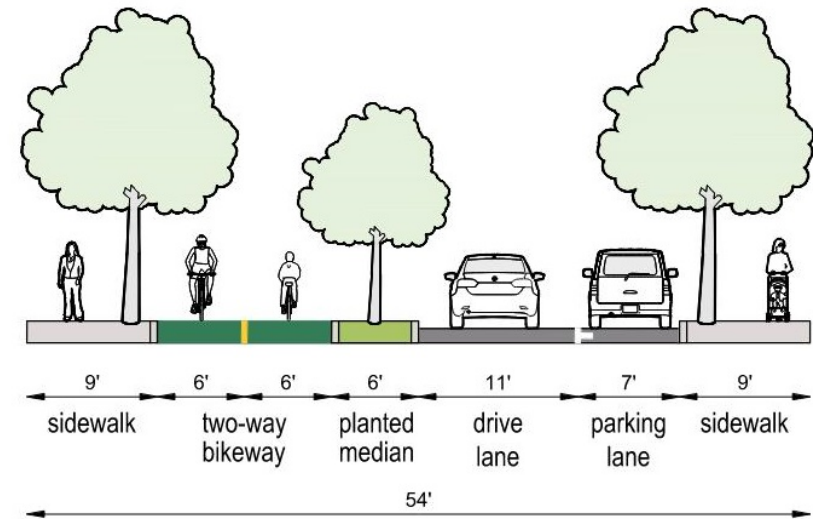 9' 6' 6' 6' 11' 7' 9'
sidewalk two-way planted drive parking sidewalk
bikeway median lane lane
54'